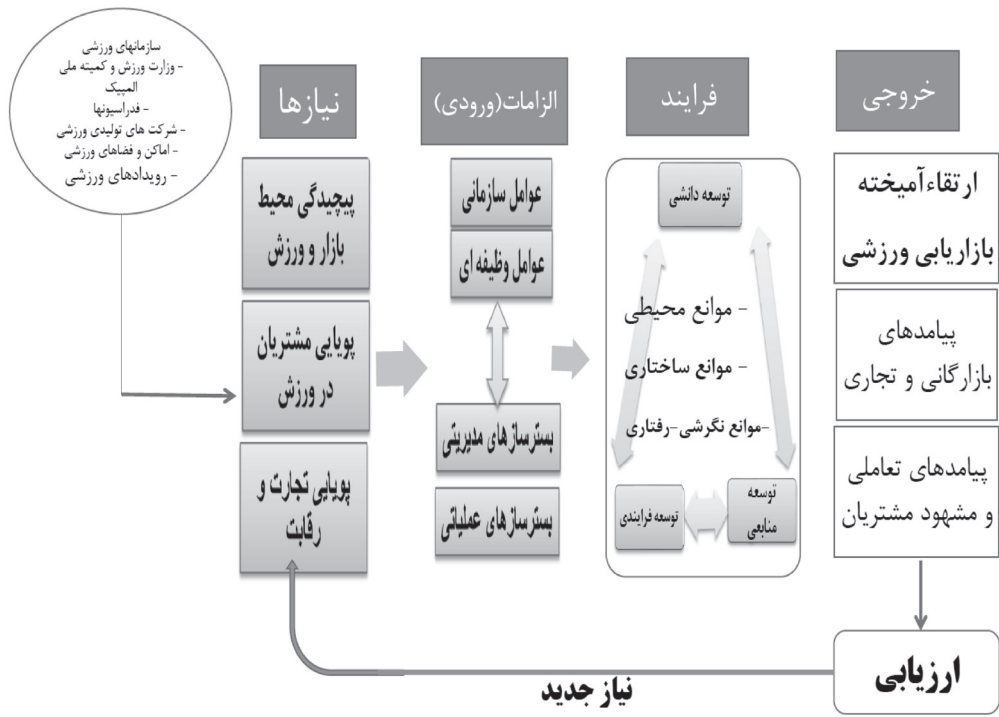 سازمانهای ورزشی
- وزارت ورزش و کمیته ملی
المپیک
- فدراسیونها
- شرکت های تولیدی ورزشی
- اماکن و فضاهای ورزشی
- رویدادهای ورزشی
نیازها
پیچیدگی محیط
بازار و ورزش
پویایی مشتریان
در ورزش
پویایی تجارت و
رقابت
الزامات(ورودی)
عوامل سازمانی
عوامل وظیفه ای
بسترسازهای مدیریتی
بسترسازهای عملیاتی
فرایند
توسعه دانشی
- موانع محیطی
- موانع ساختاری
-موانع نگرشی-رفتاری
توسعه فرایندی
توسعه
منابعی
خروجی
ارتقاءآمیخته
بازاریابی ورزشی
پیامدهای
بازارگانی و تجاری
پیامدهای تعاملی
و مشهود مشتریان
ارزیابی
نیاز جدید